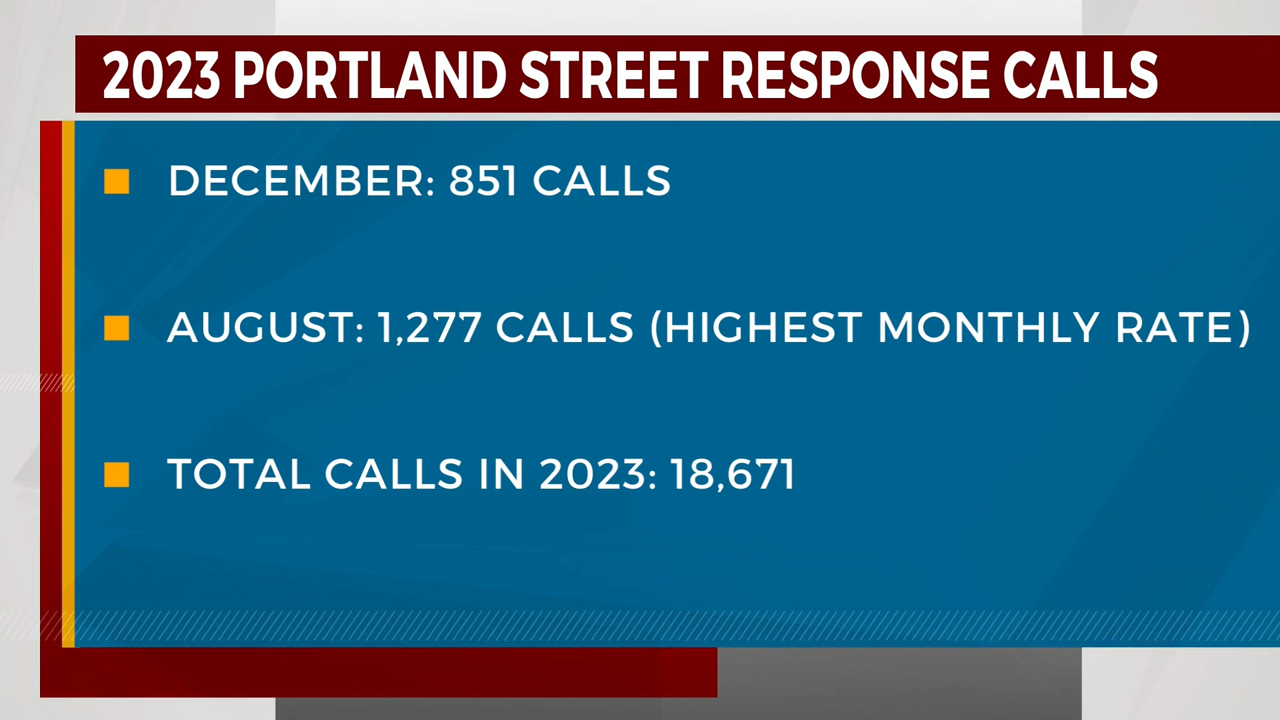 2023 PORTLAND STREET RESPONSE CALLS
DECEMBER: 851 CALLS
AUGUST: 1,277 CALLS (HIGHEST MONTHLY RATE)
TOTAL CALLS IN 2023: 18,671